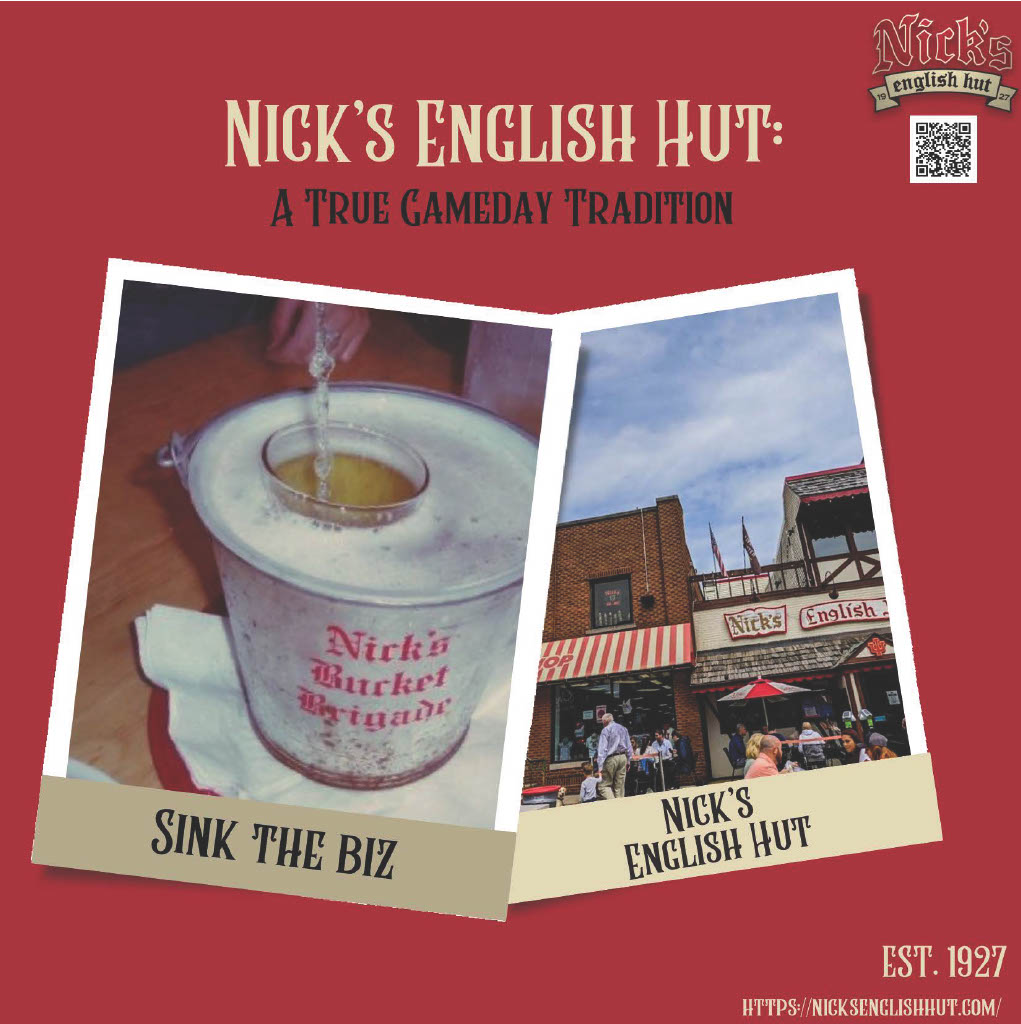 Nick's
english hut
19 27
NICK'S ENGLISH HUT:
A TRUE GAMEDAY TRADITION
Nick's
Bucket
Brigade
HOP
Nick's
English
SINK THE BIZ
NICK'S
ENGLISH HUT
EST. 1927
HTTPS://NICKSENGLISHHUT.COM/